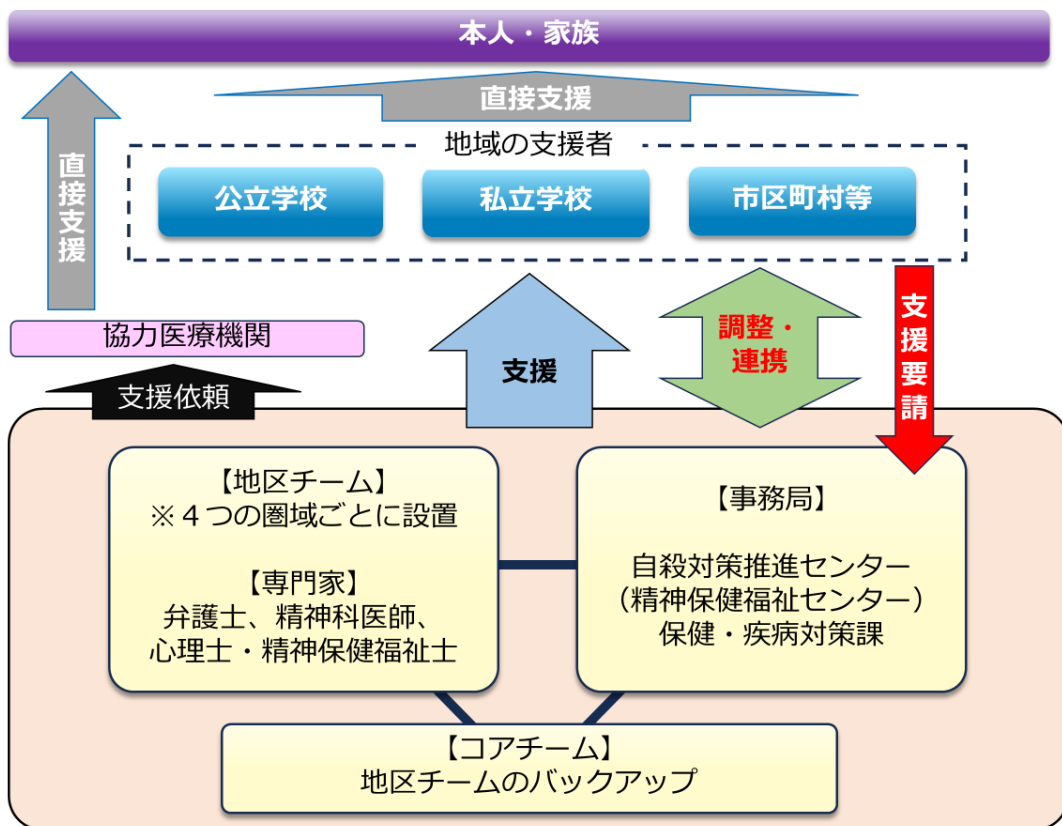 本人・家族
直接支援
直接支援
地域の支援者
公立学校
私立学校
市区町村等
協力医療機関
支援依頼
支援
調整・
連携
支援要請
【地区チーム】
※４つの圏域ごとに設置
【専門家】
弁護士、精神科医師、
心理士・精神保健福祉士
【事務局】
自殺対策推進センター
（精神保健福祉センター）
保健・疾病対策課
【コアチーム】
地区チームのバックアップ